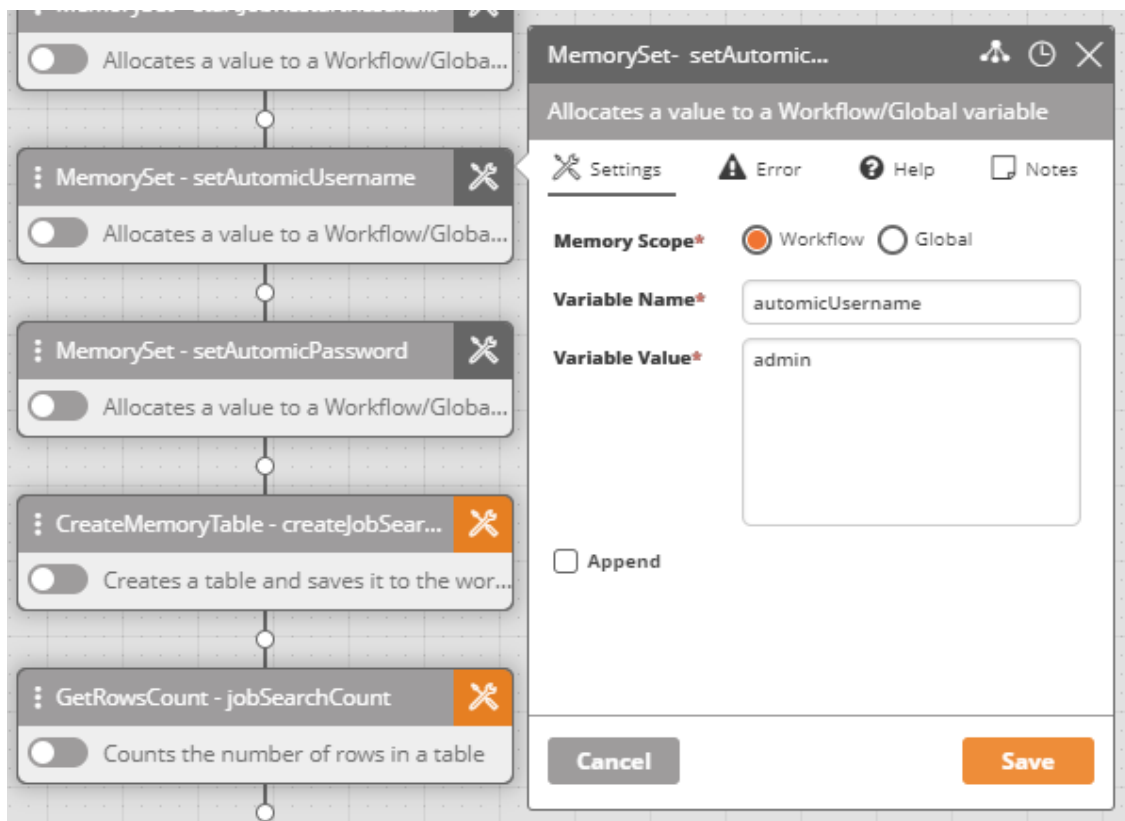 Allocates a value to a Workflow/Globa...
MemorySet - setAutomicUsername
Allocates a value to a Workflow/Globa...
MemorySet - setAutomicPassword
Allocates a value to a Workflow/Globa...
CreateMemoryTable - createJobSear...
Creates a table and saves it to the wor...
GetRowsCount - jobSearchCount
Counts the number of rows in a table
MemorySet- setAutomic...
Allocates a value to a Workflow/Global variable
Settings Error Help Notes
Memory Scope* Workflow Global
Variable Name* automicUsername
Variable Value* admin
Append
Cancel Save